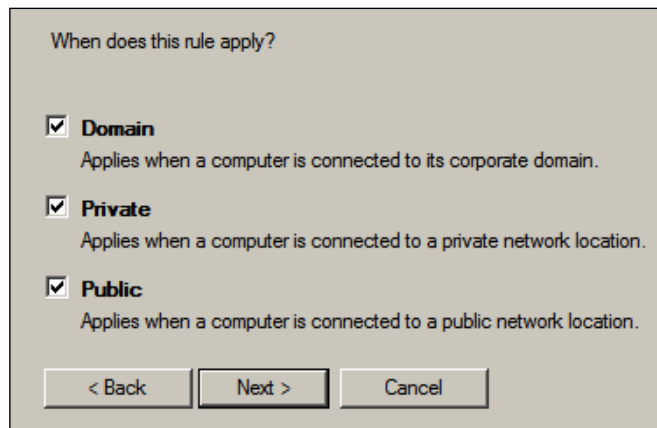 When does this rule apply?
Domain
Applies when a computer is connected to its corporate domain.
Private
Applies when a computer is connected to a private network location.
Public
Applies when a computer is connected to a public network location.
< Back Next > Cancel